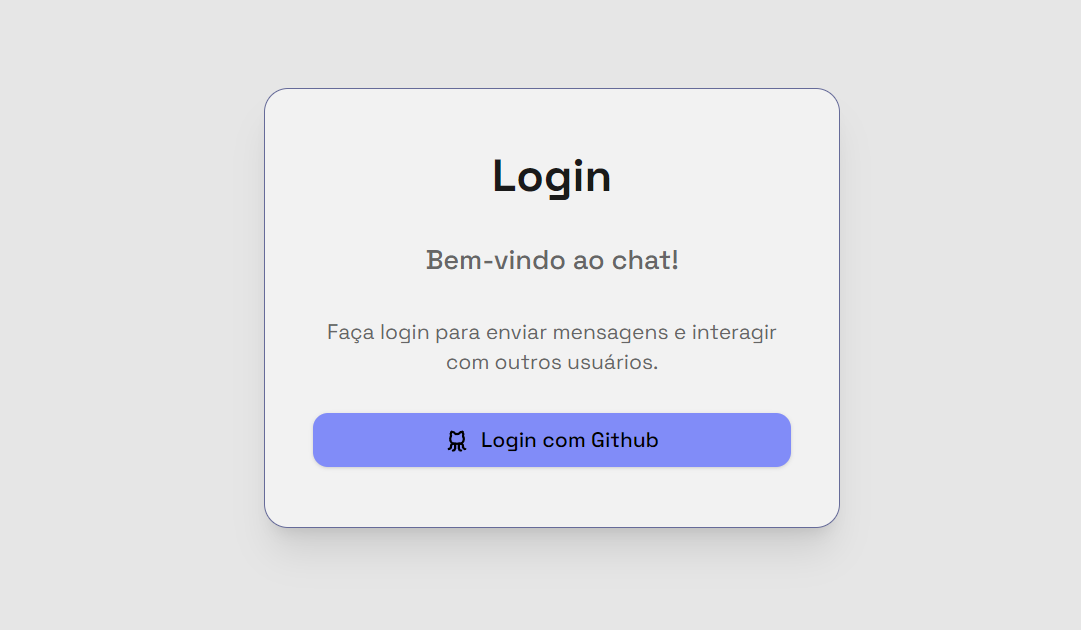 Login
Bem-vindo ao chat!
Faça login para enviar mensagens e interagir
com outros usuários.
Login com Github